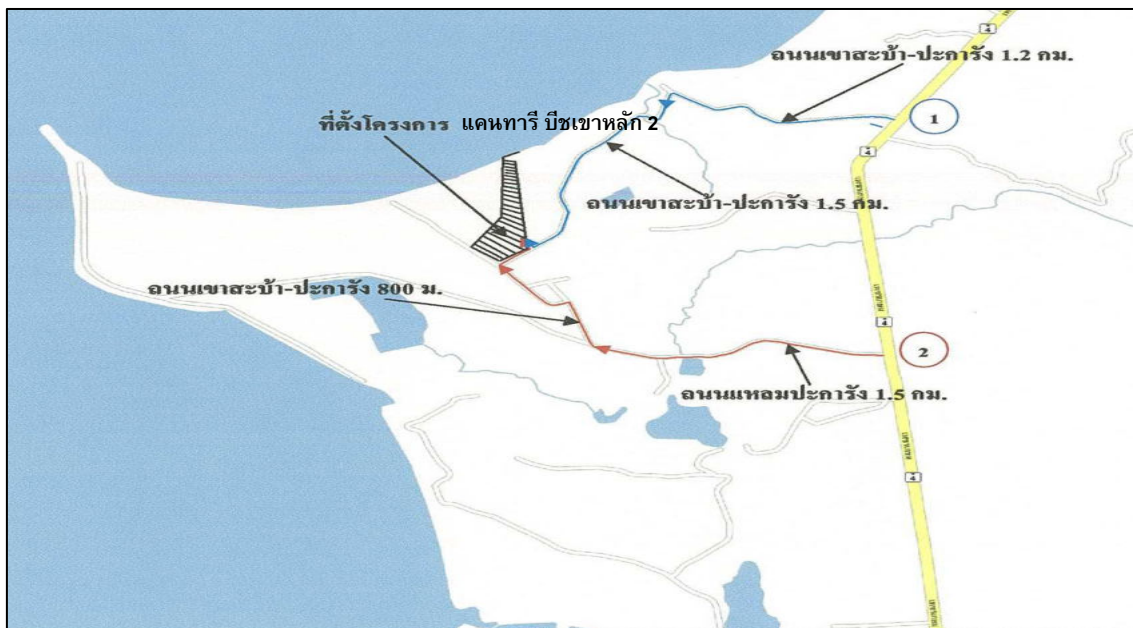 4
ถนนเขาสะบ้า-ปะการัง 1.2 กม.
ที่ตั้งโครงการ แคนทารี บีชเขาหลัก 2
1
4
ถนนเขาสะบ้า-ปะการัง 1.5 กม.
ถนนเขาสะบ้า-ปะการัง 800 ม.
4
2
ถนนแหลมปะการัง 1.5 กม.
4